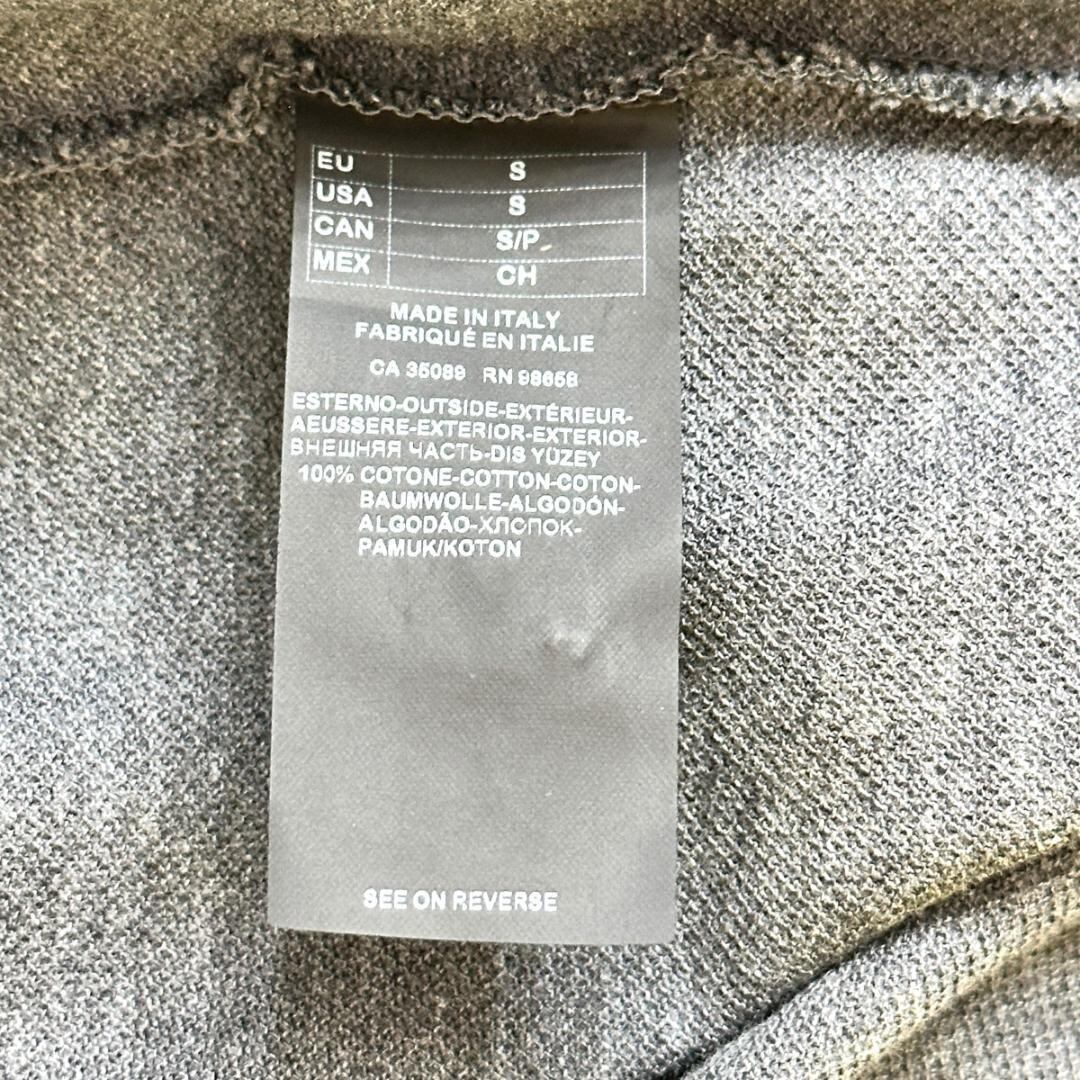 EU S
USA S
CAN S/P
MEX CH
MADE IN ITALY
FABRIQUÉ EN ITALIE
CA 35089 RN 98658
ESTERNO-OUTSIDE-EXTÉRIEUR-
AEUSSERE-EXTERIOR-EXTERIOR-
ВНЕШНЯЯ ЧАСТЬ-DIS YÜZEY
100% COTONE-COTTON-COTON-
BAUMWOLLE-ALGODÓN-
ALGODÃO-ХЛОПОК-
PAMUK/KOTON
SEE ON REVERSE